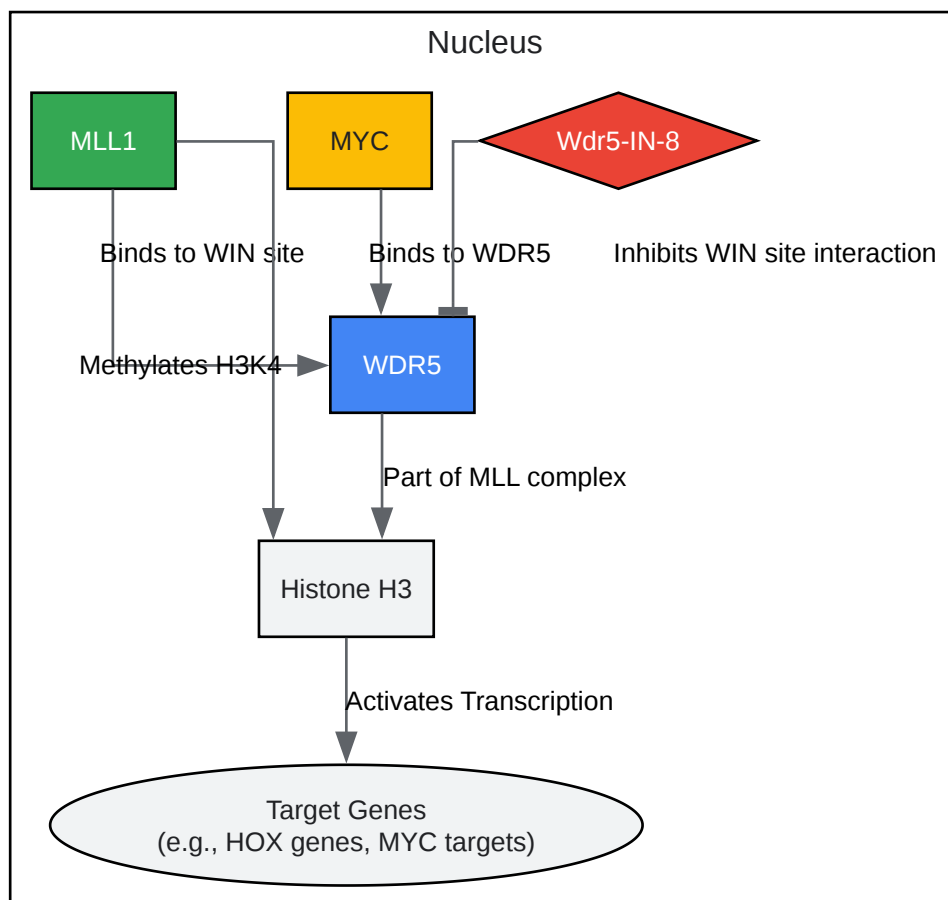 Nucleus
MLL1
MYC
Wdr5-IN-8
Binds to WIN site
Binds to WDR5
Inhibits WIN site interaction
Methylates H3K4
WDR5
Part of MLL complex
Histone H3
Activates Transcription
Target Genes
(e.g., HOX genes, MYC targets)